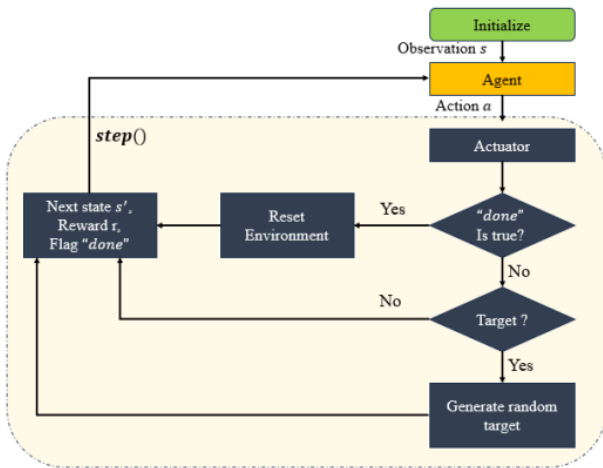 Initialize
Observation s
Agent
Action a
step()
Actuator
Next state s′,
Reward r,
Flag “done”
Reset
Environment
Yes
“done”
Is true?
No
No
Target ?
Yes
Generate random
target